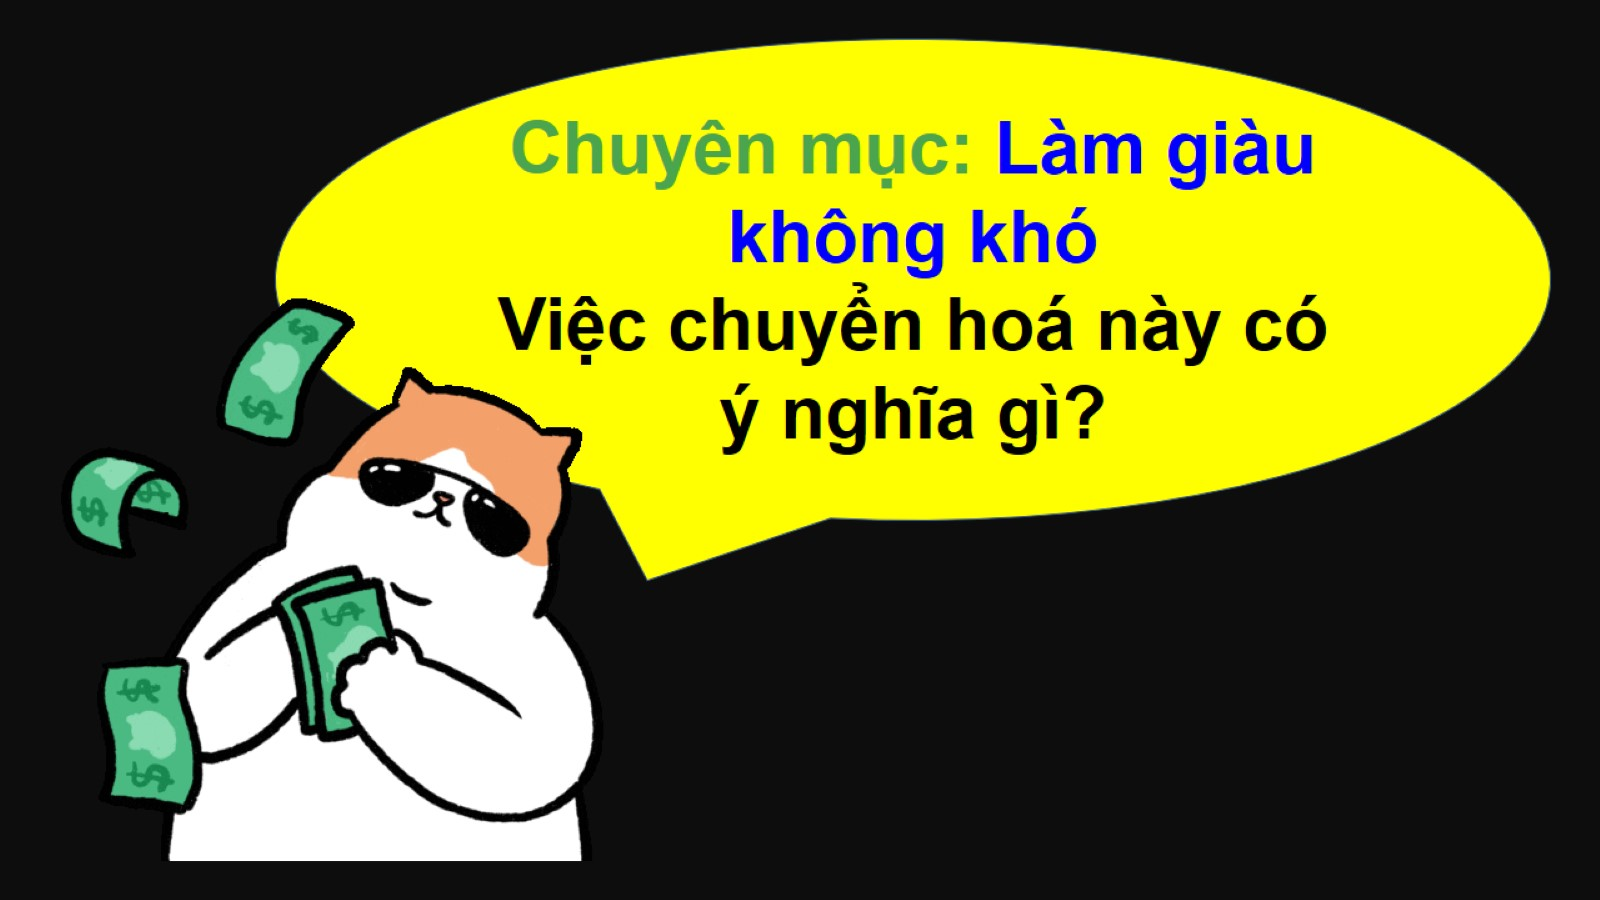 Chuyên mục: Làm giàu
không khó
Việc chuyển hoá này có
ý nghĩa gì?
$
$
$
$
$
$
$